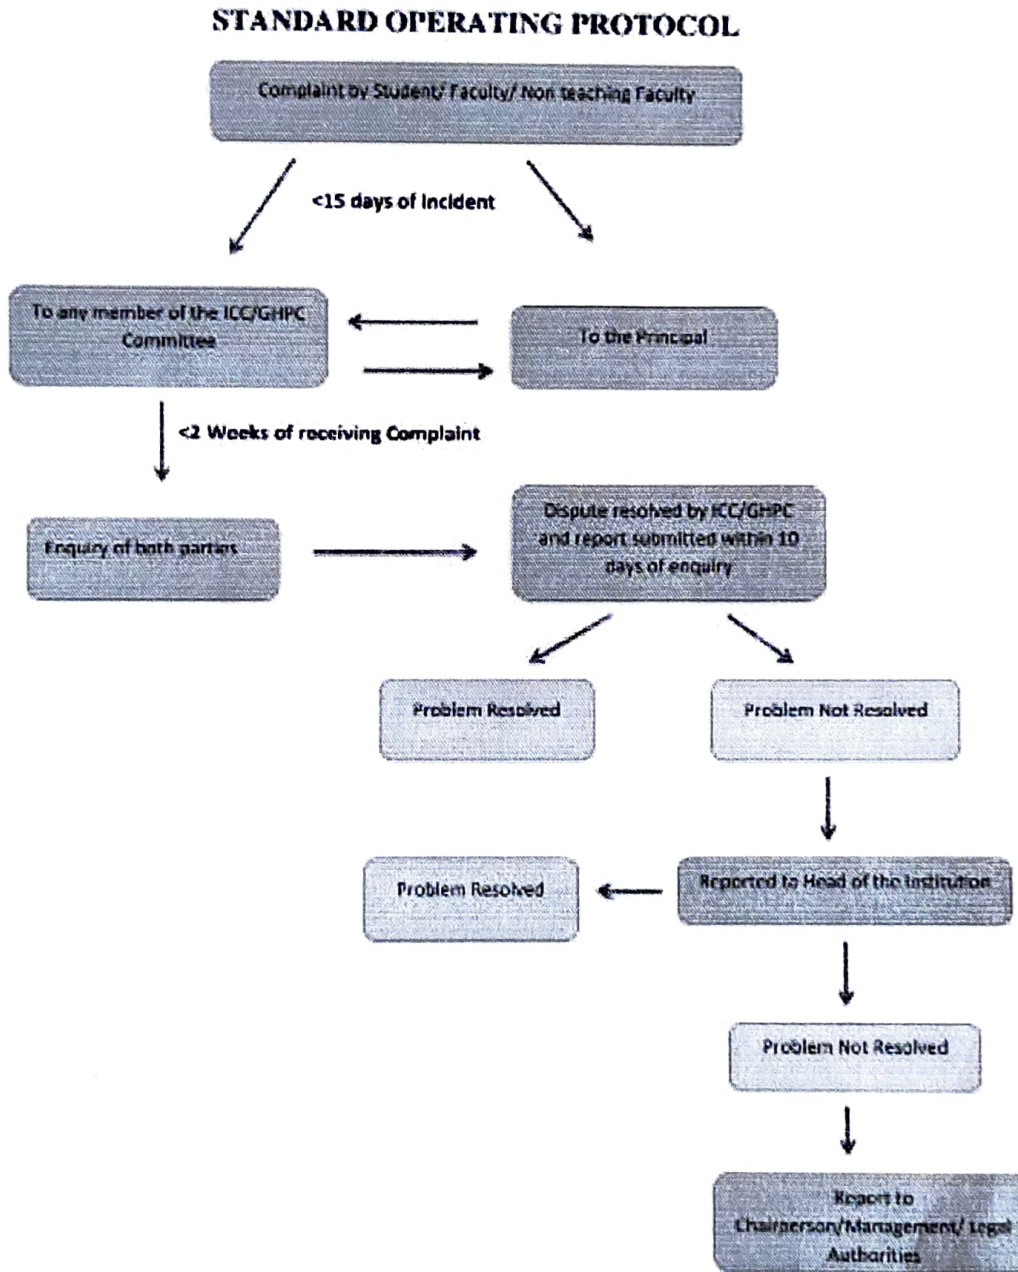 STANDARD OPERATING PROTOCOL
Complaint by Student/ Faculty/ Non teaching Faculty
<15 days of Incident
To any member of the ICC/GHPC
Committee
To the Principal
<2 Weeks of receiving Complaint
Enquiry of both parties
Dispute resolved by ICC/GHPC
and report submitted within 10
days of enquiry
Problem Resolved
Problem Not Resolved
Problem Resolved
Reported to Head of the Institution
Problem Not Resolved
Report to
Chairperson/Management/ Legal
Authorities